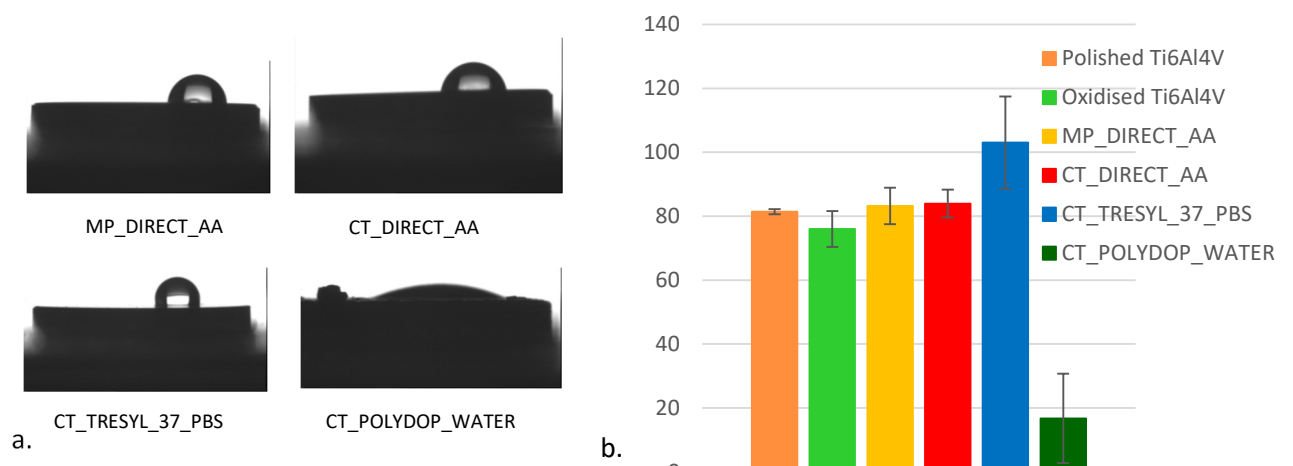 MP_DIRECT_AA
CT_DIRECT_AA
CT_TRESYL_37_PBS
CT_POLYDOP_WATER
a.
140
120
100
80
60
40
20
Polished Ti6Al4V
Oxidised Ti6Al4V
MP_DIRECT_AA
CT_DIRECT_AA
CT_TRESYL_37_PBS
CT_POLYDOP_WATER
b.